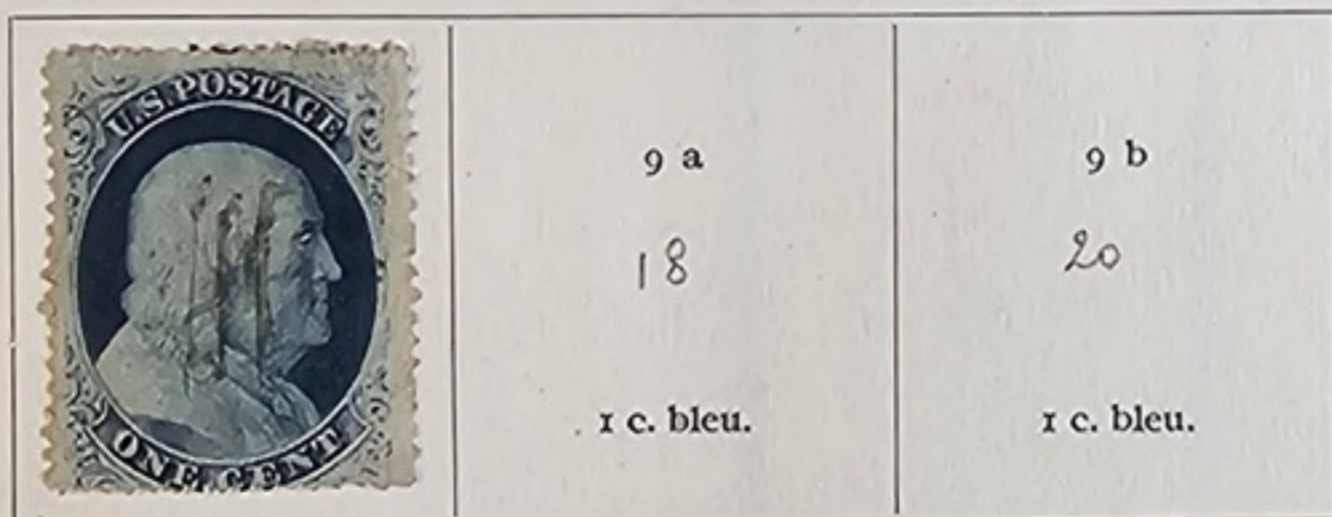 U.S. POSTAGE
ONE CENT
9 a
18
1 c. bleu.
9 b
20
1 c. bleu.